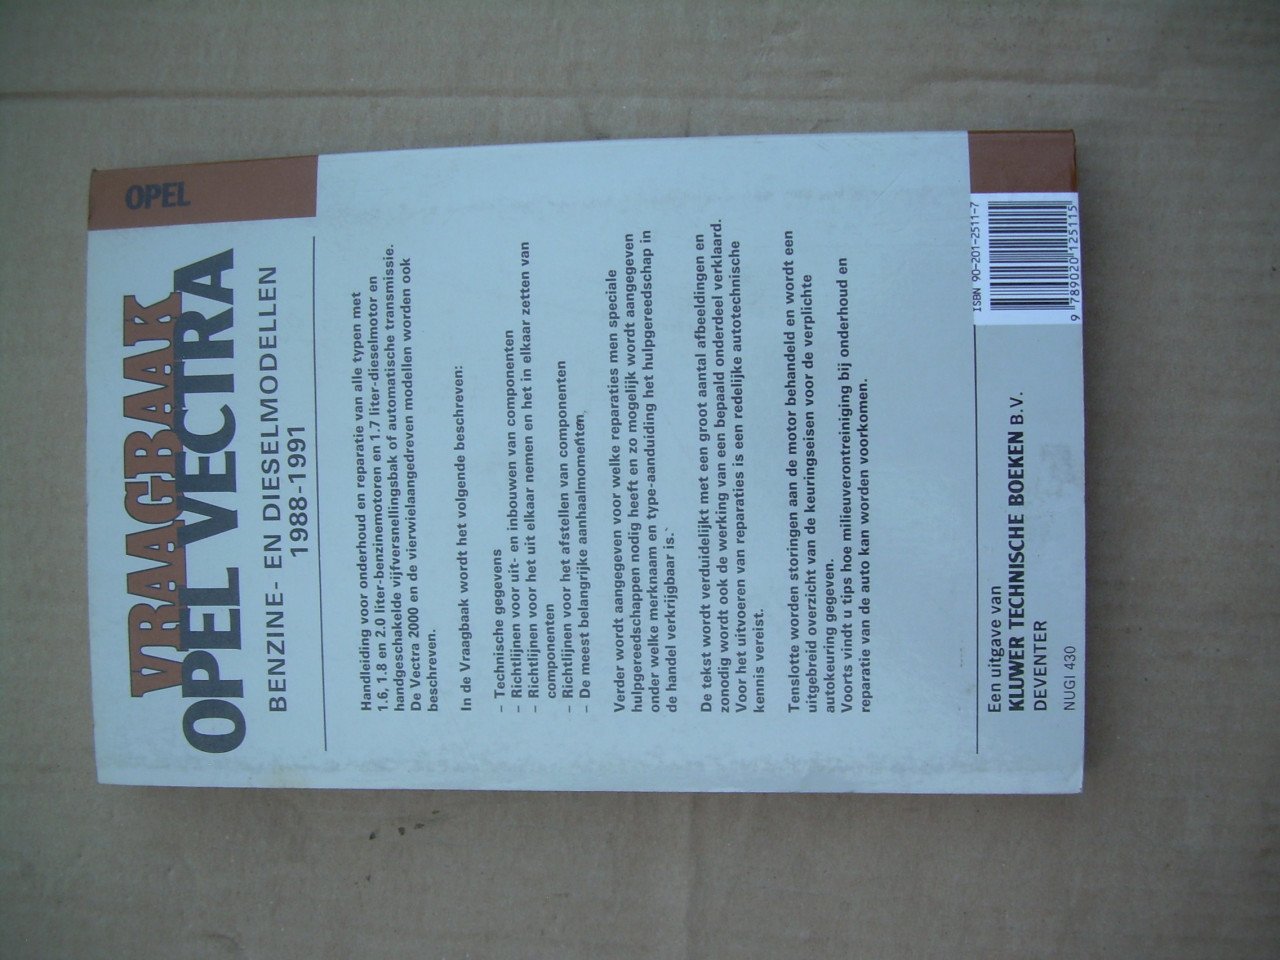 OPEL
VRAAGBAAK
OPEL VECTRA
BENZINE- EN DIESELMODELLEN
1988-1991
Handleiding voor onderhoud en reparatie van alle typen met
1.6, 1.8 en 2.0 liter-benzinemotoren en 1.7 liter-dieselmotor en
handgeschakelde vijfversnellingsbak of automatische transmissie.
De Vectra 2000 en de vierwielaangedreven modellen worden ook
beschreven.
In de Vraagbaak wordt het volgende beschreven:
– Technische gegevens
– Richtlijnen voor uit- en inbouwen van componenten
– Richtlijnen voor het uit elkaar nemen en het in elkaar zetten van
componenten
– Richtlijnen voor het afstellen van componenten
– De meest belangrijke aanhaalmomenten.
Verder wordt aangegeven voor welke reparaties men speciale
hulpgereedschappen nodig heeft en zo mogelijk wordt aangegeven
onder welke merknaam en type-aanduiding het hulpgereedschap in
de handel verkrijgbaar is.
De tekst wordt verduidelijkt met een groot aantal afbeeldingen en
zonodig wordt ook de werking van een bepaald onderdeel verklaard.
Voor het uitvoeren van reparaties is een redelijke autotechnische
kennis vereist.
Tenslotte worden storingen aan de motor behandeld en wordt een
uitgebreid overzicht van de keuringseisen voor de verplichte
autokeuring gegeven.
Voorts vindt u tips hoe milieuverontreiniging bij onderhoud en
reparatie van de auto kan worden voorkomen.
Een uitgave van
KLUWER TECHNISCHE BOEKEN B.V.
DEVENTER
NUGI 430
ISBN 90-201-2511-7
9 789020 125115